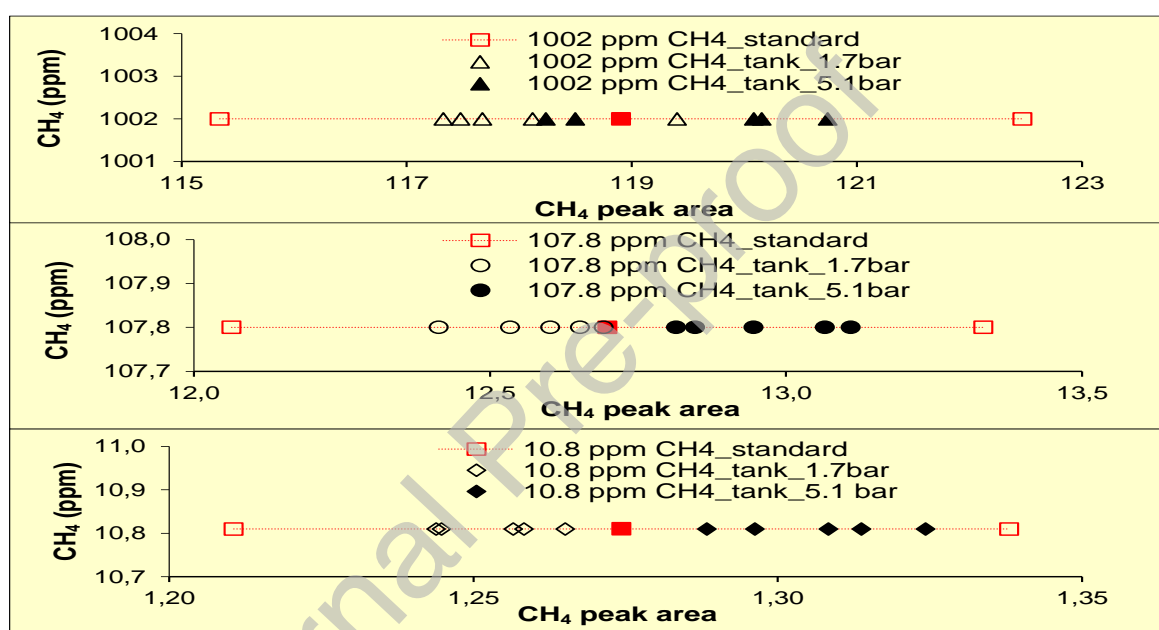 1004
1003
1002
1001
CH₄ (ppm)
1002 ppm CH4_standard
1002 ppm CH4_tank_1.7bar
1002 ppm CH4_tank_5.1bar
115 117 119 121 123
CH₄ peak area
108,0
107,9
107,8
107,7
CH₄ (ppm)
107.8 ppm CH4_standard
107.8 ppm CH4_tank_1.7bar
107.8 ppm CH4_tank_5.1bar
12,0 12,5 13,0 13,5
CH₄ peak area
11,0
10,9
10,8
10,7
CH₄ (ppm)
10.8 ppm CH4_standard
10.8 ppm CH4_tank_1.7bar
10.8 ppm CH4_tank_5.1 bar
1,20 1,25 1,30 1,35
CH₄ peak area
rnal Pre-proof